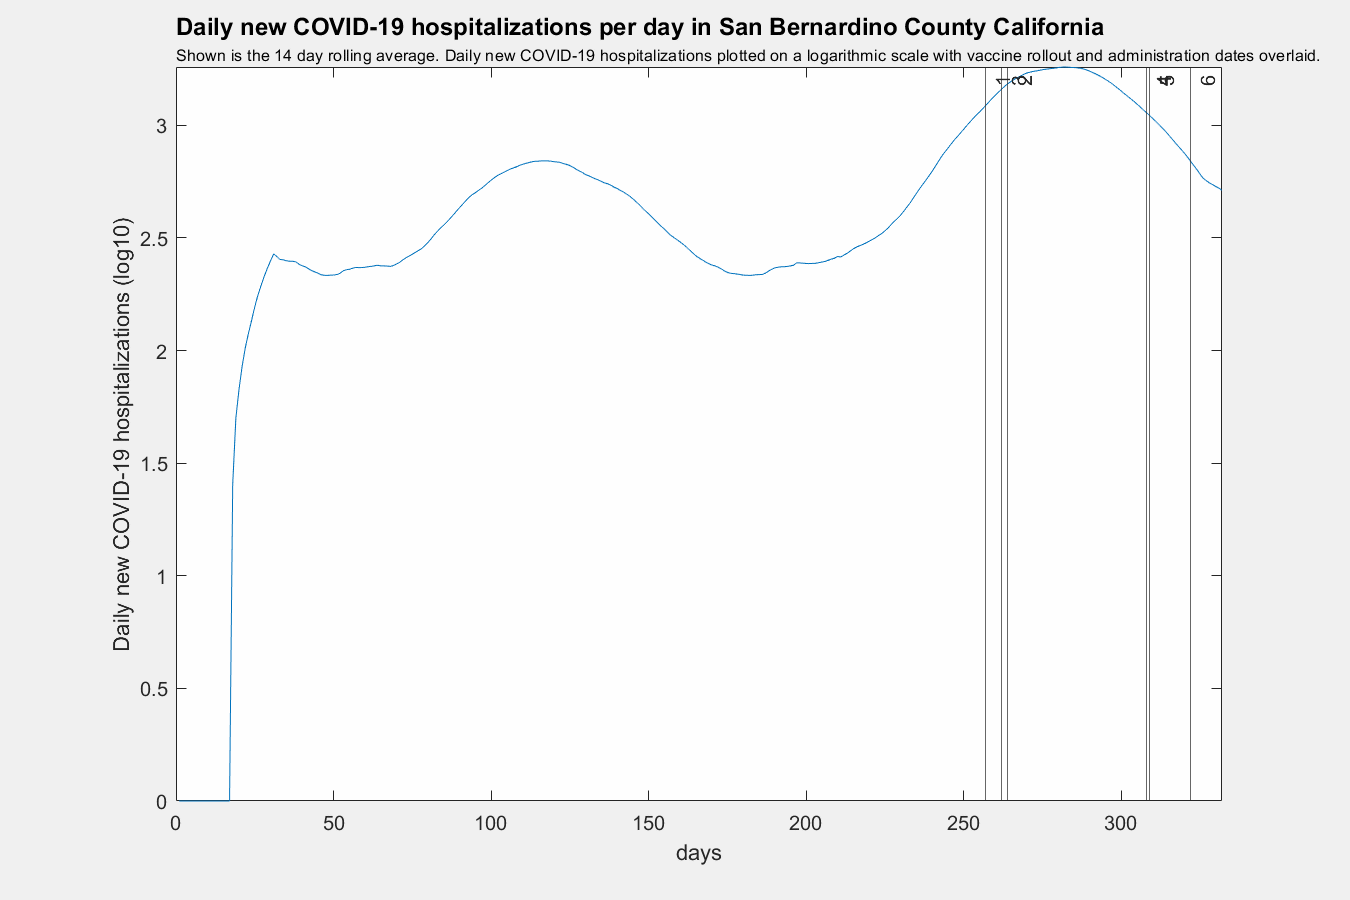 Daily new COVID-19 hospitalizations per day in San Bernardino County California
Shown is the 14 day rolling average. Daily new COVID-19 hospitalizations plotted on a logarithmic scale with vaccine rollout and administration dates overlaid.
1
2
3
4
5
6
3
2.5
2
1.5
1
0.5
0
Daily new COVID-19 hospitalizations (log10)
0 50 100 150 200 250 300
days